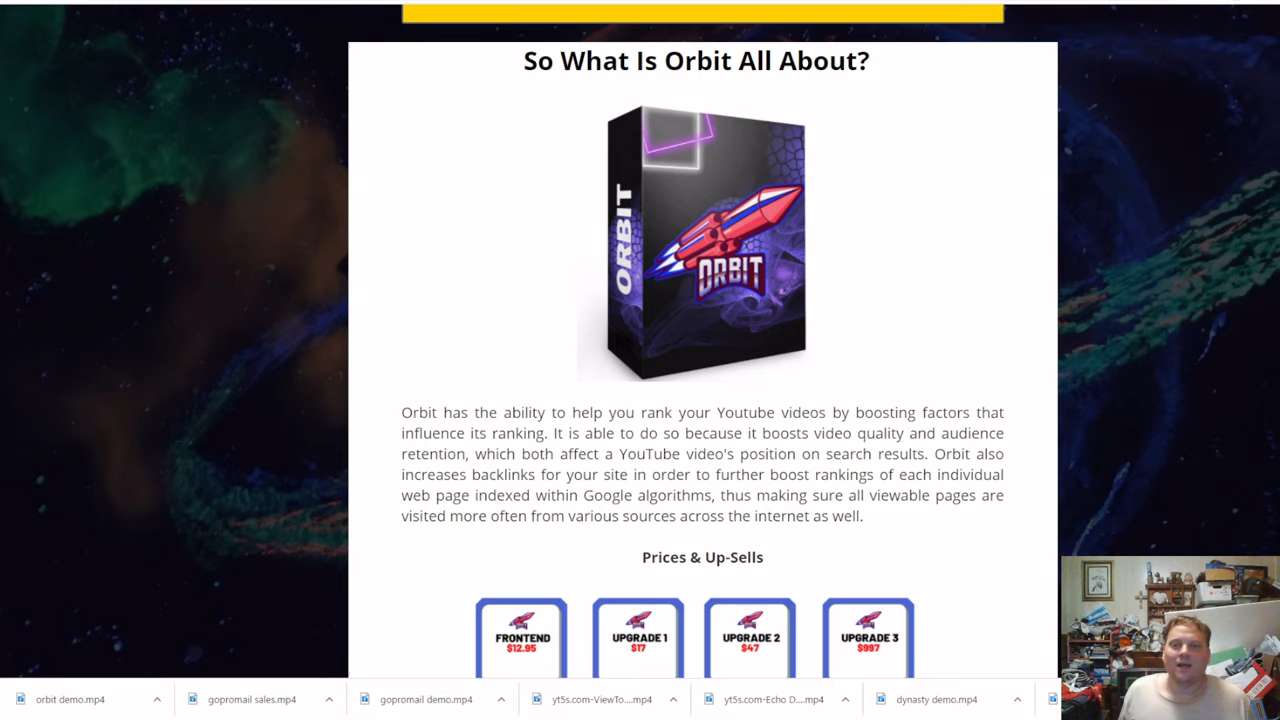 So What Is Orbit All About?
ORBIT
ORBIT
Orbit has the ability to help you rank your Youtube videos by boosting factors that
influence its ranking. It is able to do so because it boosts video quality and audience
retention, which both affect a YouTube video's position on search results. Orbit also
increases backlinks for your site in order to further boost rankings of each individual
web page indexed within Google algorithms, thus making sure all viewable pages are
visited more often from various sources across the internet as well.
Prices & Up-Sells
FRONTEND
$12.95
UPGRADE 1
$17
UPGRADE 2
$47
UPGRADE 3
$997
orbit demo.mp4
gopromail sales.mp4
gopromail demo.mp4
yt5s.com-ViewTo....mp4
yt5s.com-Echo D....mp4
dynasty demo.mp4